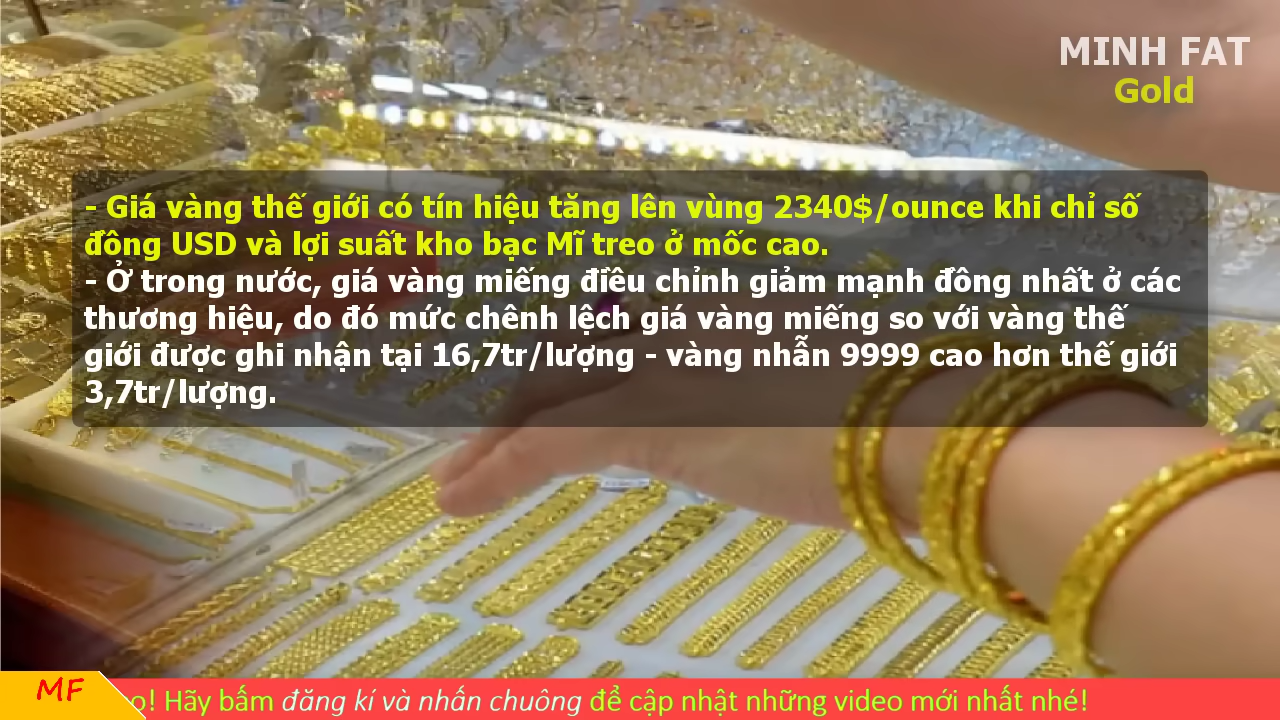 MINH FAT
Gold
- Giá vàng thế giới có tín hiệu tăng lên vùng 2340$/ounce khi chỉ số
đồng USD và lợi suất kho bạc Mĩ treo ở mốc cao.
- Ở trong nước, giá vàng miếng điều chỉnh giảm mạnh đồng nhất ở các
thương hiệu, do đó mức chênh lệch giá vàng miếng so với vàng thế
giới được ghi nhận tại 16,7tr/lượng - vàng nhẫn 9999 cao hơn thế giới
3,7tr/lượng.
MF
! Hãy bấm đăng kí và nhấn chuông để cập nhật những video mới nhất nhé!